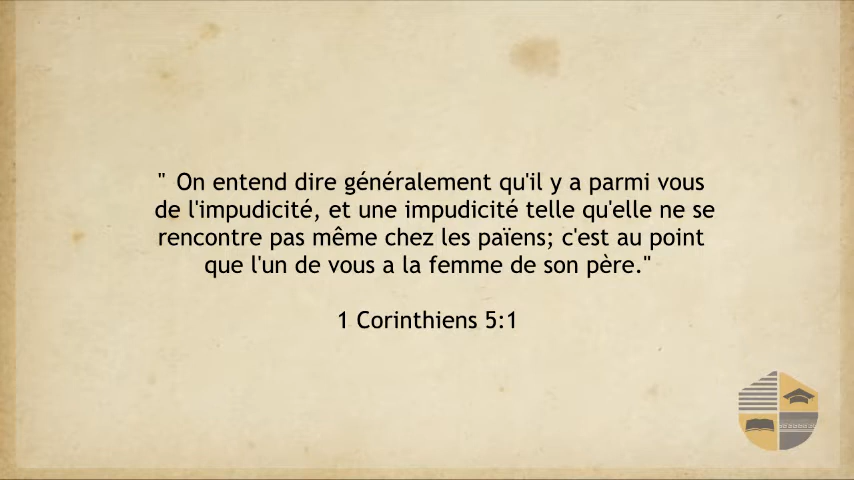 " On entend dire généralement qu'il y a parmi vous
de l'impudicité, et une impudicité telle qu'elle ne se
rencontre pas même chez les païens; c'est au point
que l'un de vous a la femme de son père."
1 Corinthiens 5:1